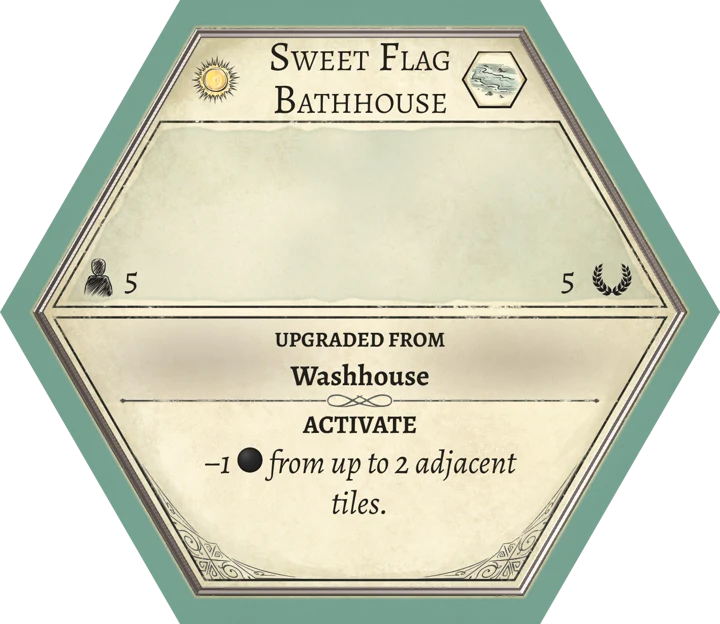 Sweet Flag
Bathhouse
5
5
UPGRADED FROM
Washhouse
ACTIVATE
–1 from up to 2 adjacent
tiles.